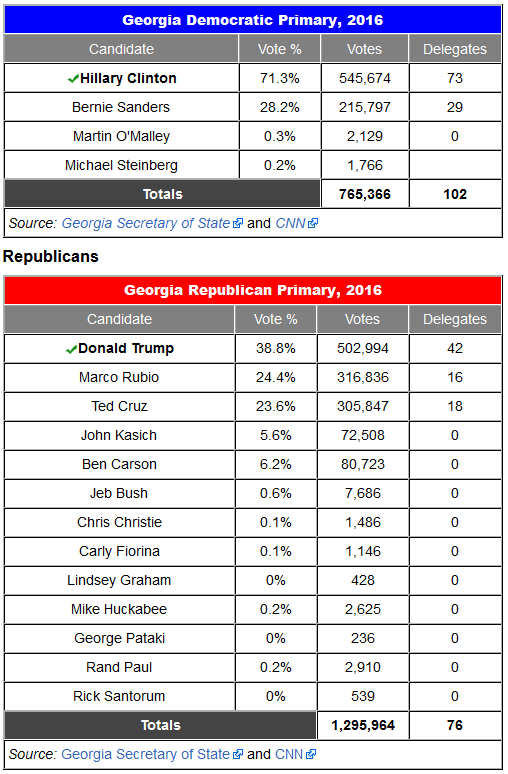 Georgia Democratic Primary, 2016
Candidate Vote % Votes Delegates
Hillary Clinton 71.3% 545,674 73
Bernie Sanders 28.2% 215,797 29
Martin O'Malley 0.3% 2,129 0
Michael Steinberg 0.2% 1,766
Totals 765,366 102
Source: Georgia Secretary of State and CNN
Republicans
Georgia Republican Primary, 2016
Candidate Vote % Votes Delegates
Donald Trump 38.8% 502,994 42
Marco Rubio 24.4% 316,836 16
Ted Cruz 23.6% 305,847 18
John Kasich 5.6% 72,508 0
Ben Carson 6.2% 80,723 0
Jeb Bush 0.6% 7,686 0
Chris Christie 0.1% 1,486 0
Carly Fiorina 0.1% 1,146 0
Lindsey Graham 0% 428 0
Mike Huckabee 0.2% 2,625 0
George Pataki 0% 236 0
Rand Paul 0.2% 2,910 0
Rick Santorum 0% 539 0
Totals 1,295,964 76
Source: Georgia Secretary of State and CNN